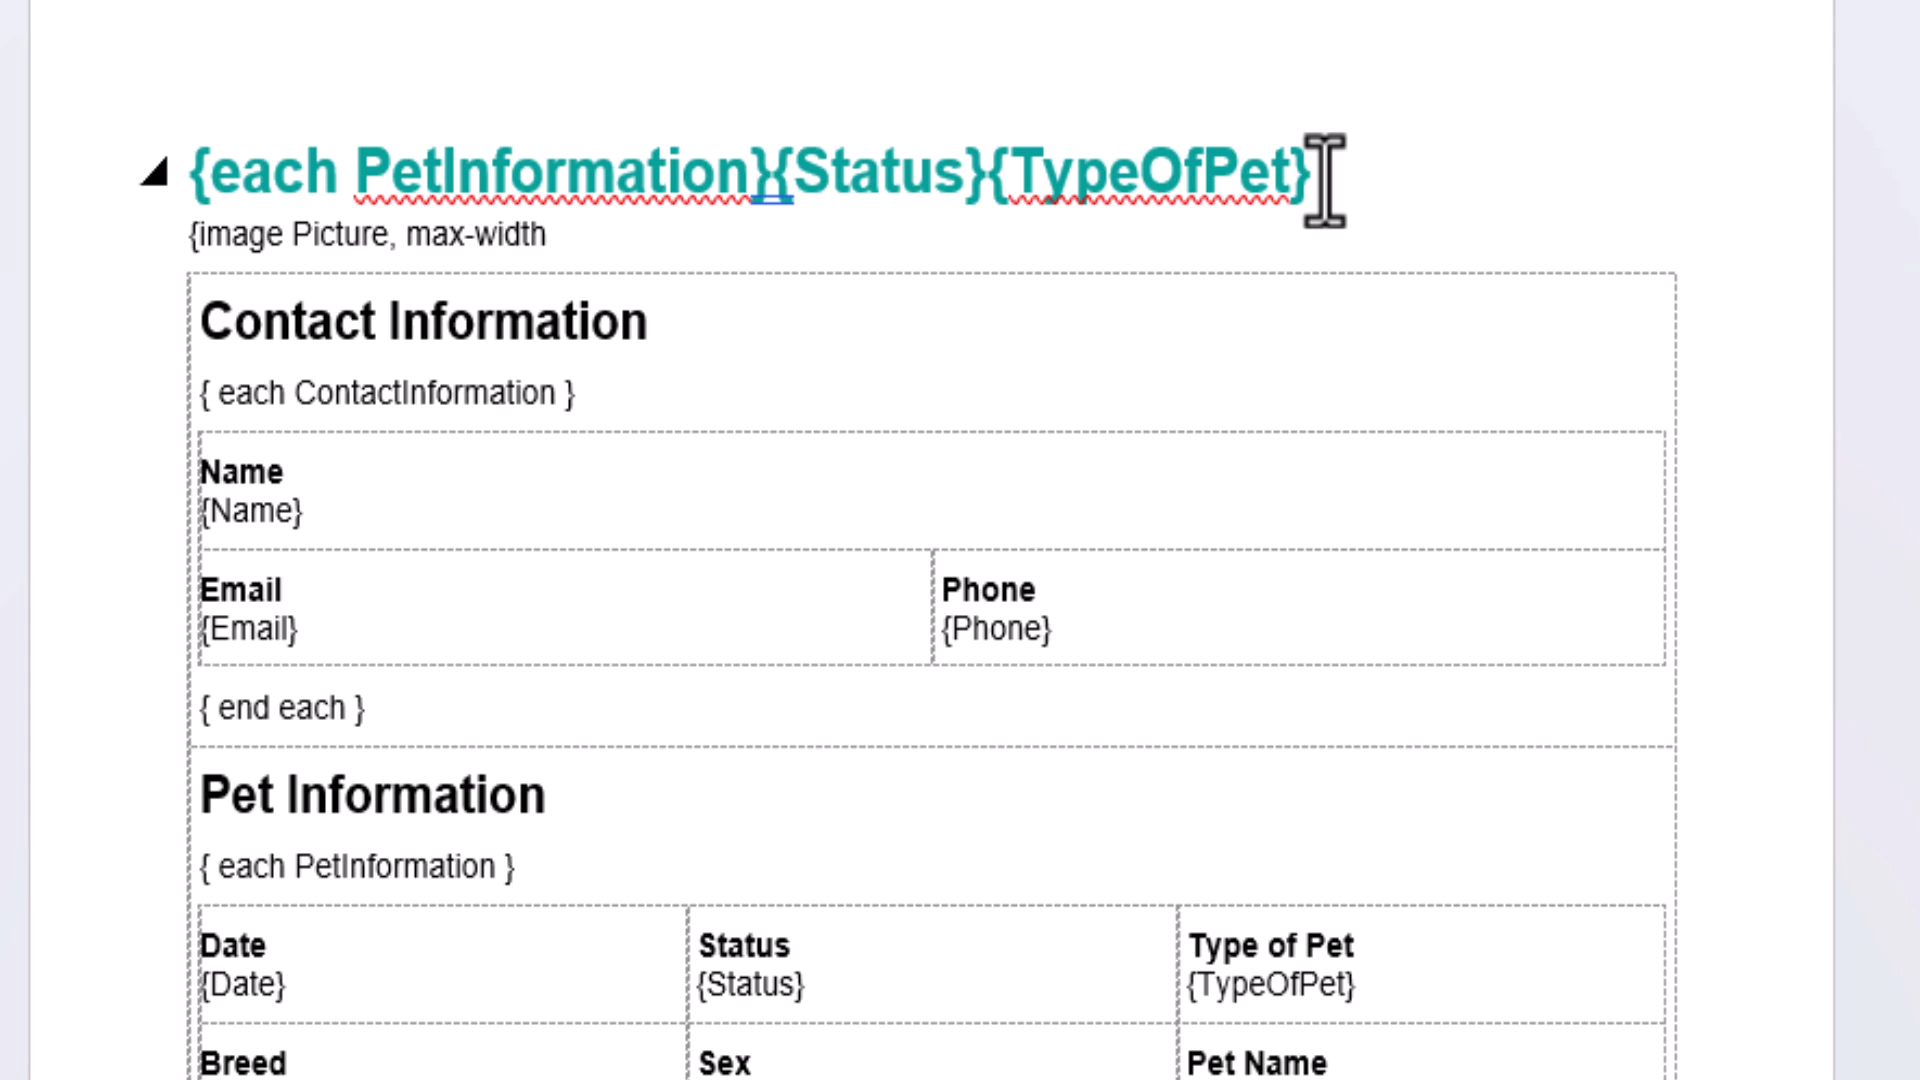 {each PetInformation}{Status}{TypeOfPet}
{image Picture, max-width
Contact Information
{ each ContactInformation }
Name
{Name}
Email
{Email}
Phone
{Phone}
{ end each }
Pet Information
{ each PetInformation }
Date
{Date}
Status
{Status}
Type of Pet
{TypeOfPet}
Breed
Sex
Pet Name